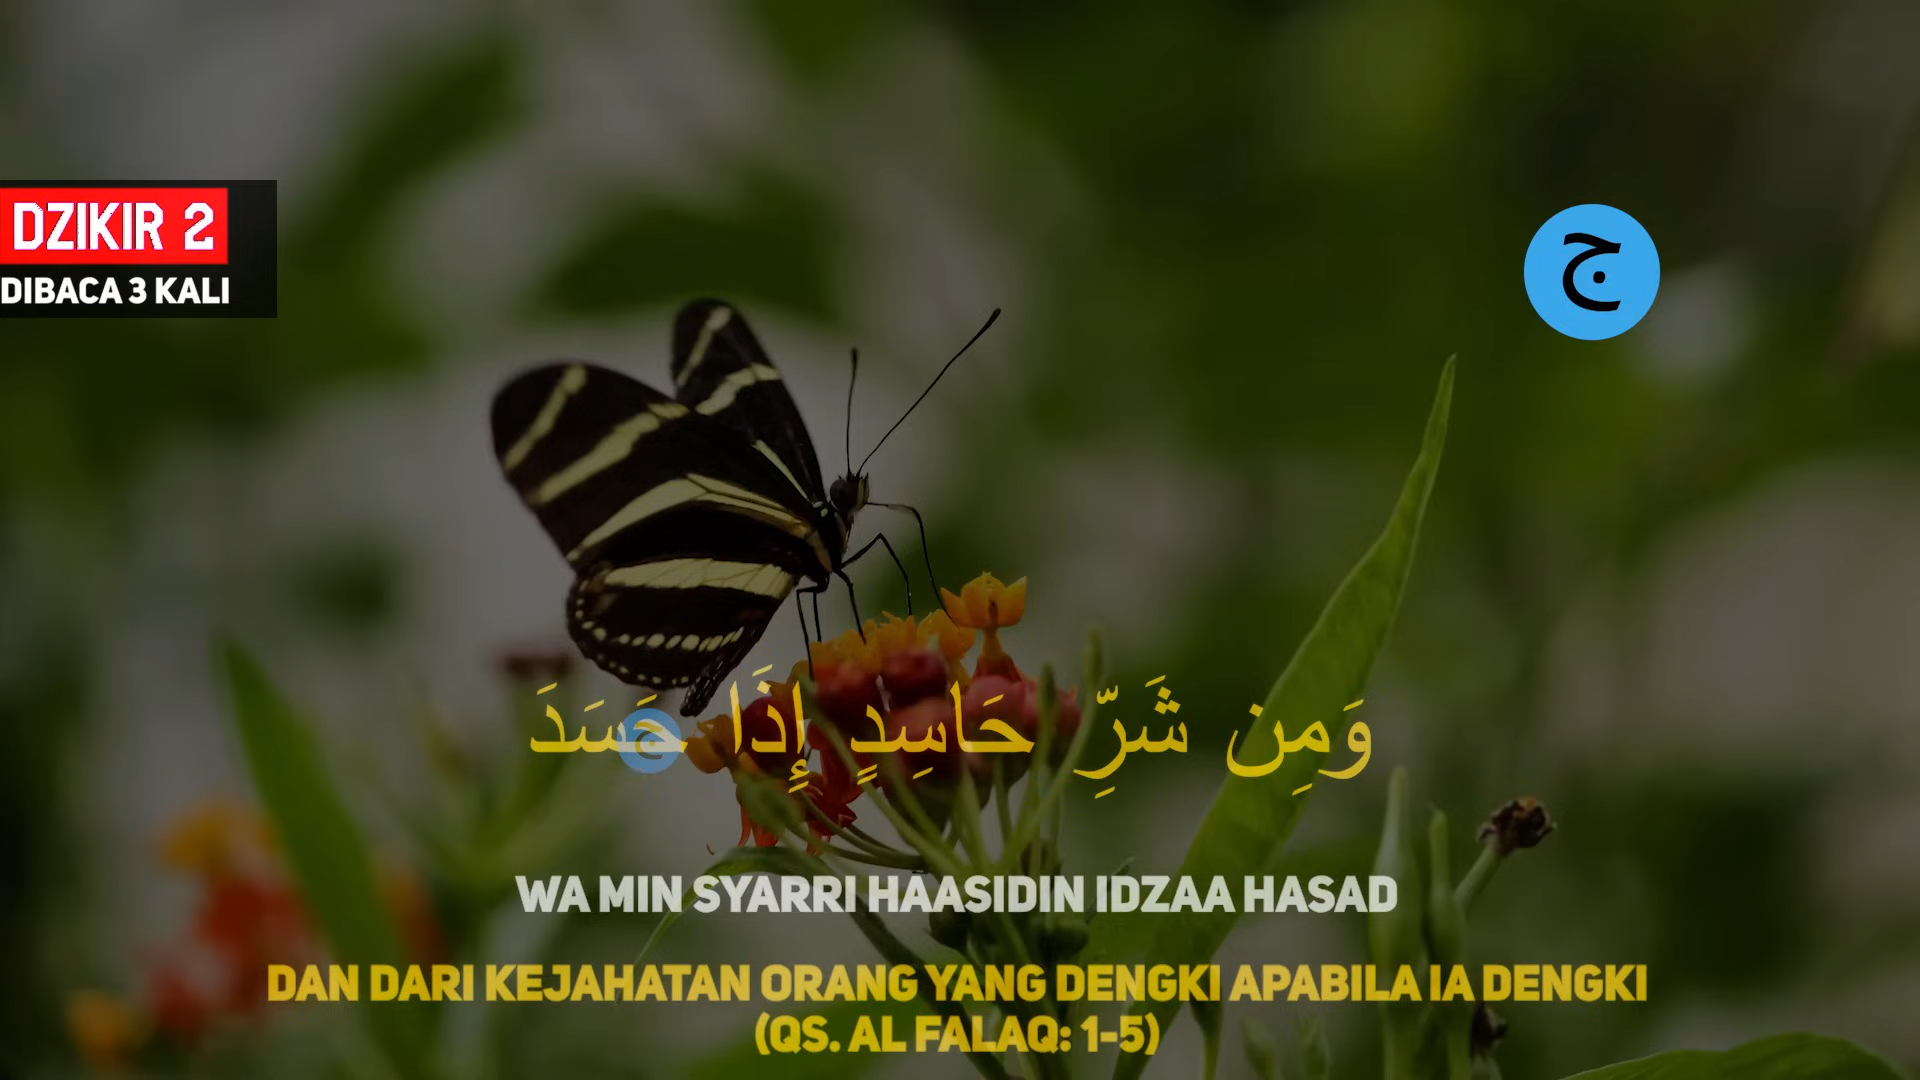 DZIKIR 2
DIBACA 3 KALI
ج
وَمِن شَرِّ حَاسِدٍ إِذَا حَسَدَ
WA MIN SYARRI HAASIDIN IDZAA HASAD
DAN DARI KEJAHATAN ORANG YANG DENGKI APABILA IA DENGKI
(QS. AL FALAQ: 1-5)